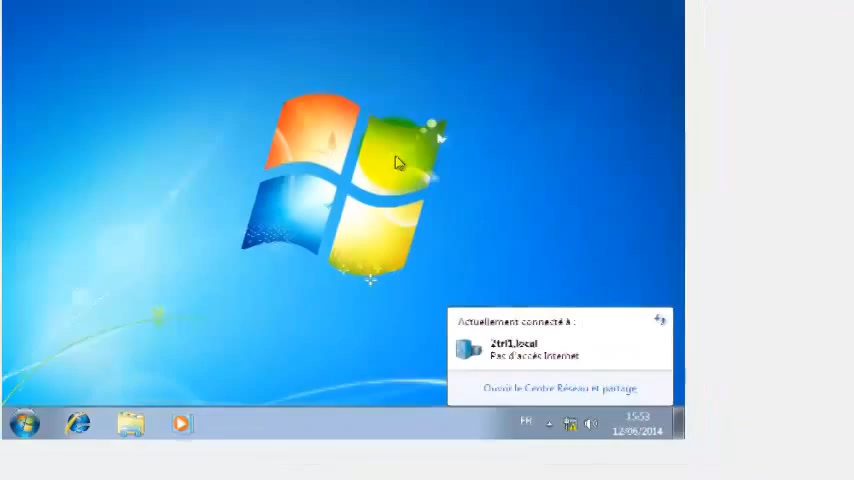 Actuellement connecté à :
2tri1.local
Pas d'accès Internet
Ouvrir le Centre Réseau et partage
FR
15:53
12/06/2014